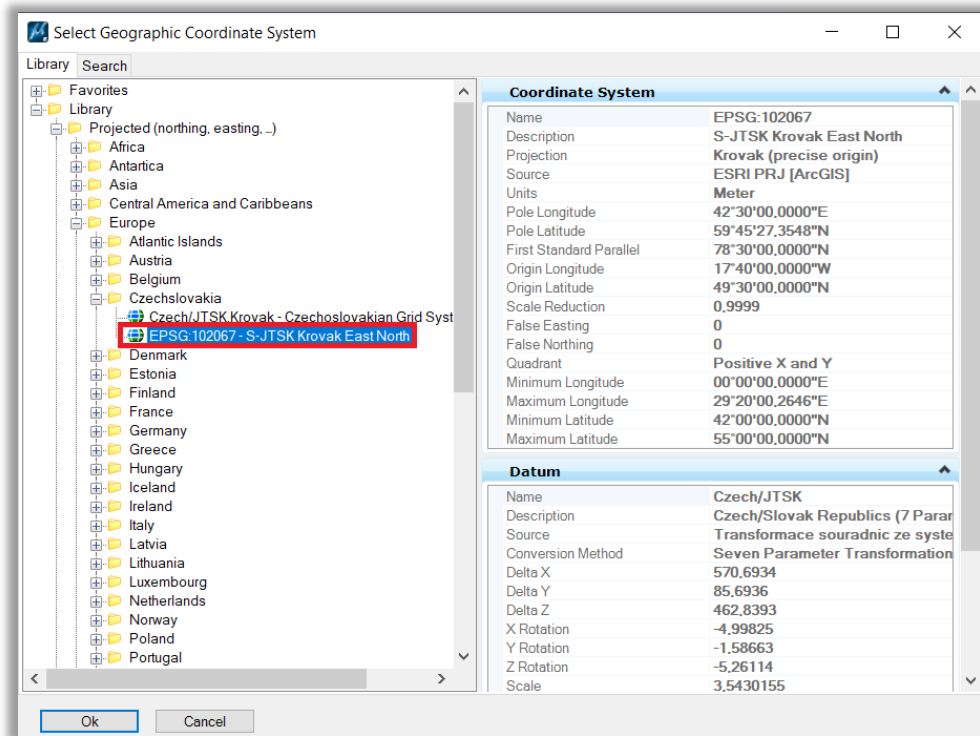 Select Geographic Coordinate System
Library Search
Favorites
Library
Projected (northing, easting, ..)
Africa
Antartica
Asia
Central America and Caribbeans
Europe
Atlantic Islands
Austria
Belgium
Czechslovakia
Czech/JTSK.Krovak - Czechoslovakian Grid Syst
EPSG:102067 - S-JTSK Krovak East North
Denmark
Estonia
Finland
France
Germany
Greece
Hungary
Iceland
Ireland
Italy
Latvia
Lithuania
Luxembourg
Netherlands
Norway
Poland
Portugal
Coordinate System
Name EPSG:102067
Description S-JTSK Krovak East North
Projection Krovak (precise origin)
Source ESRI PRJ [ArcGIS]
Units Meter
Pole Longitude 42°30'00,0000"E
Pole Latitude 59°45'27,3548"N
First Standard Parallel 78°30'00,0000"N
Origin Longitude 17°40'00,0000"W
Origin Latitude 49°30'00,0000"N
Scale Reduction 0,9999
False Easting 0
False Northing 0
Quadrant Positive X and Y
Minimum Longitude 00°00'00,0000"E
Maximum Longitude 29°20'00,2646"E
Minimum Latitude 42°00'00,0000"N
Maximum Latitude 55°00'00,0000"N
Datum
Name Czech/JTSK
Description Czech/Slovak Republics (7 Parar
Source Transformace souradnic ze syste
Conversion Method Seven Parameter Transformation
Delta X 570,6934
Delta Y 85,6936
Delta Z 462,8393
X Rotation -4,99825
Y Rotation -1,58663
Z Rotation -5,26114
Scale 3,5430155
Ok Cancel